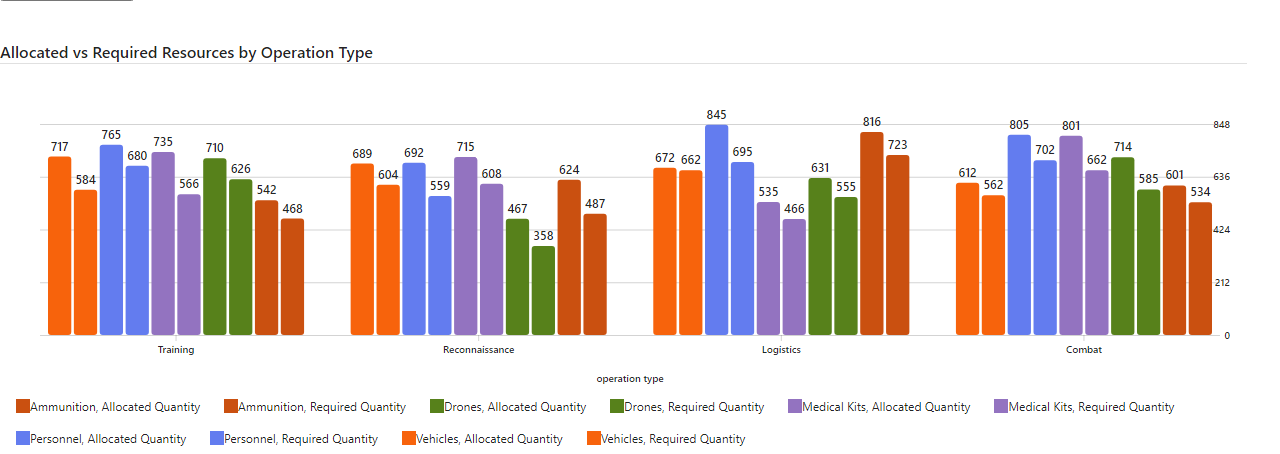 Allocated vs Required Resources by Operation Type
717 584 765 680 735 566 710 626 542 468
689 604 692 559 715 608 467 358 624 487
672 662 845 695 535 466 631 555 816 723
612 562 805 702 801 662 714 585 601 534
848
636
424
212
0
Training Reconnaissance Logistics Combat
operation type
Ammunition, Allocated Quantity Ammunition, Required Quantity Drones, Allocated Quantity Drones, Required Quantity Medical Kits, Allocated Quantity Medical Kits, Required Quantity
Personnel, Allocated Quantity Personnel, Required Quantity Vehicles, Allocated Quantity Vehicles, Required Quantity